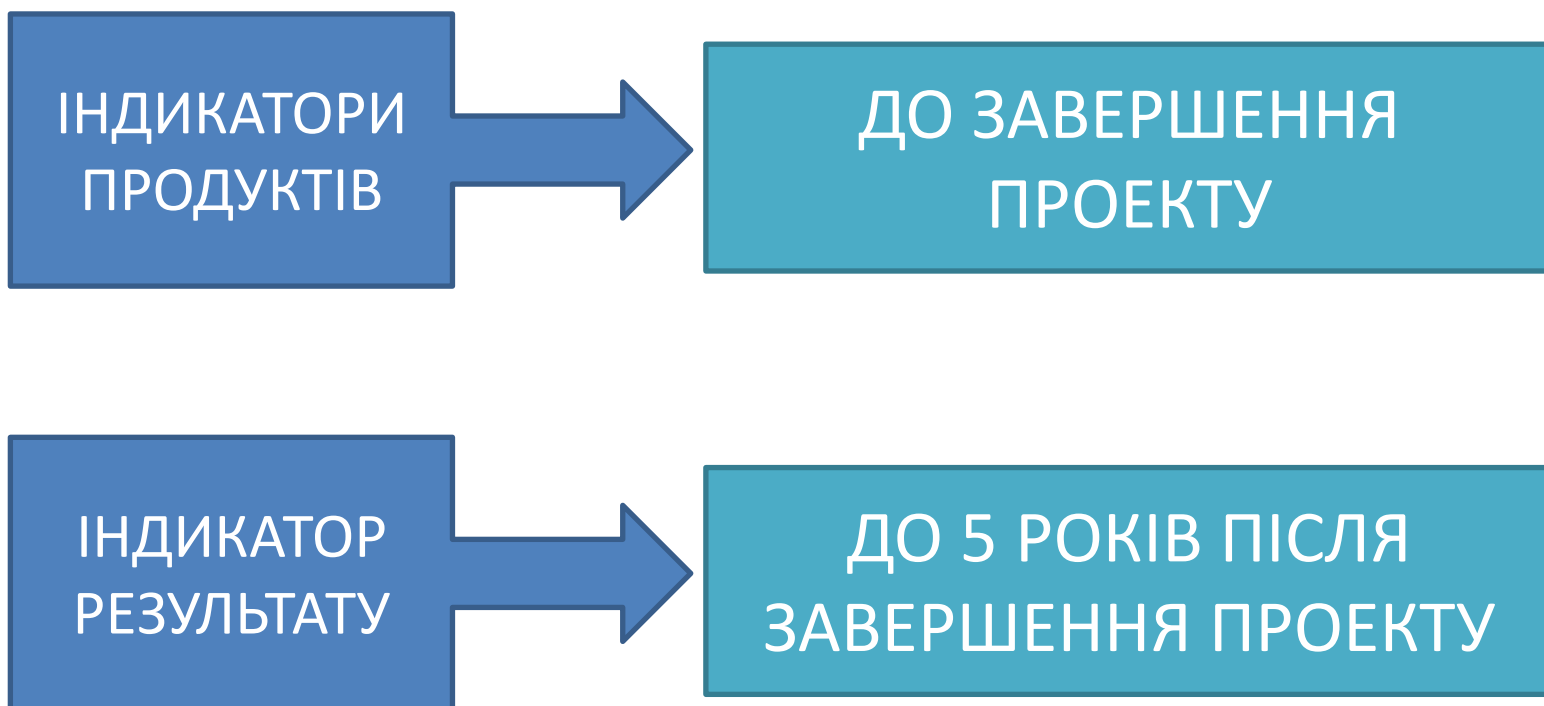 ІНДИКАТОРИ
ПРОДУКТІВ
ДО ЗАВЕРШЕННЯ
ПРОЕКТУ
ІНДИКАТОР
РЕЗУЛЬТАТУ
ДО 5 РОКІВ ПІСЛЯ
ЗАВЕРШЕННЯ ПРОЕКТУ